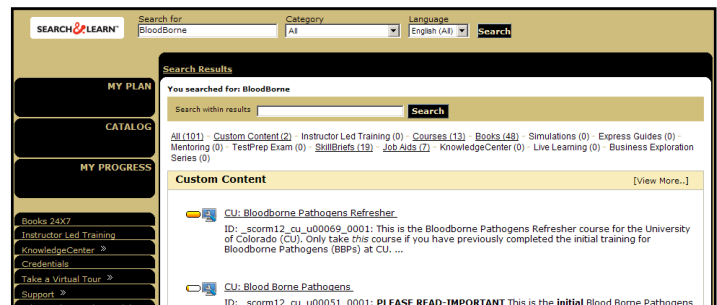 SEARCH & LEARN™
Search for
Category
Language
BloodBorne
All
English (All)
Search
Search Results
MY PLAN
CATALOG
MY PROGRESS
Books 24X7
Instructor Led Training
KnowledgeCenter »
Credentials
Take a Virtual Tour »
Support »
You searched for: BloodBorne
Search within results
Search
All (101) - Custom Content (2) - Instructor Led Training (0) - Courses (13) - Books (48) - Simulations (0) - Express Guides (0) -
Mentoring (0) - TestPrep Exam (0) - SkillBriefs (19) - Job Aids (7) - KnowledgeCenter (0) - Live Learning (0) - Business Exploration
Series (0)
Custom Content
[View More..]
CU: Bloodborne Pathogens Refresher
ID: _scorm12_cu_u00069_0001: This is the Bloodborne Pathogens Refresher course for the University
of Colorado (CU). Only take this course if you have previously completed the initial training for
Bloodborne Pathogens (BBPs) at CU. ...
CU: Blood Borne Pathogens
ID: _scorm12_cu_u00051_0001: PLEASE READ-IMPORTANT This is the initial Blood Borne Pathogens